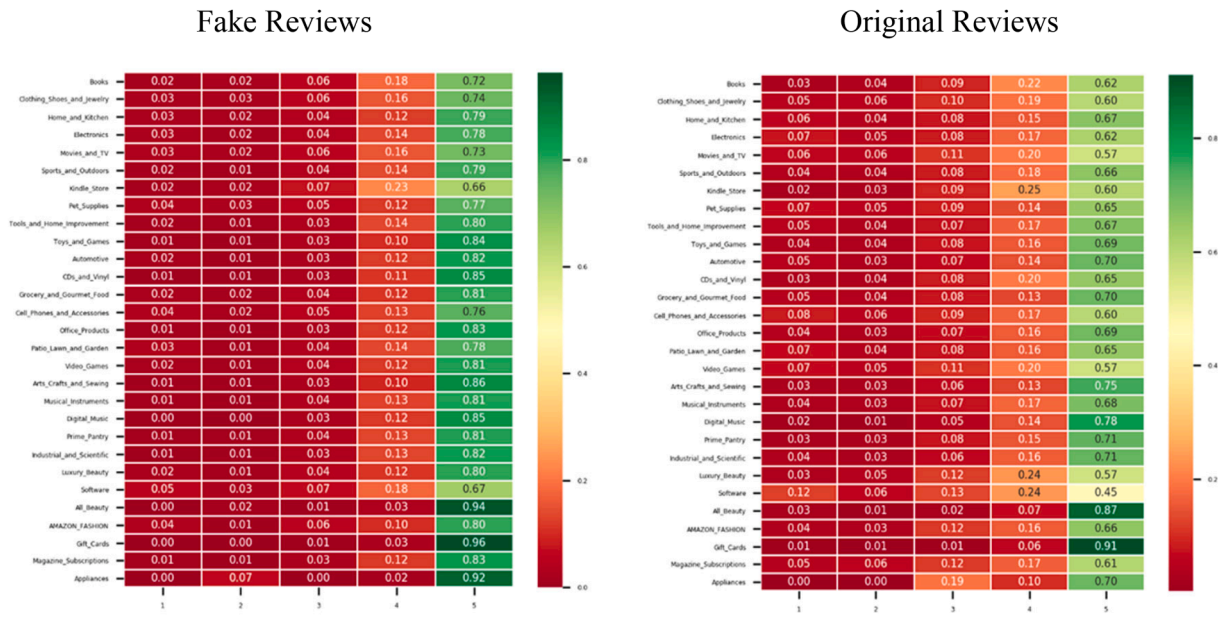 Fake Reviews
Books 0.02 0.02 0.06 0.18 0.72
Clothing_Shoes_and_Jewelry 0.03 0.03 0.06 0.16 0.74
Home_and_Kitchen 0.03 0.02 0.04 0.12 0.79
Electronics 0.03 0.02 0.04 0.14 0.78
Movies_and_TV 0.03 0.02 0.06 0.16 0.73
Sports_and_Outdoors 0.02 0.01 0.04 0.14 0.79
Kindle_Store 0.02 0.02 0.07 0.23 0.66
Pet_Supplies 0.04 0.03 0.05 0.12 0.77
Tools_and_Home_Improvement 0.02 0.01 0.03 0.14 0.80
Toys_and_Games 0.01 0.01 0.03 0.10 0.84
Automotive 0.02 0.01 0.03 0.12 0.82
CDs_and_Vinyl 0.01 0.01 0.03 0.11 0.85
Grocery_and_Gourmet_Food 0.02 0.02 0.04 0.12 0.81
Cell_Phones_and_Accessories 0.04 0.02 0.05 0.13 0.76
Office_Products 0.01 0.01 0.03 0.12 0.83
Patio_Lawn_and_Garden 0.03 0.01 0.04 0.14 0.78
Video_Games 0.02 0.01 0.04 0.12 0.81
Arts_Crafts_and_Sewing 0.01 0.01 0.03 0.10 0.86
Musical_Instruments 0.01 0.01 0.04 0.13 0.81
Digital_Music 0.00 0.00 0.03 0.12 0.85
Prime_Pantry 0.01 0.01 0.04 0.13 0.81
Industrial_and_Scientific 0.01 0.01 0.03 0.13 0.82
Luxury_Beauty 0.02 0.01 0.04 0.12 0.80
Software 0.05 0.03 0.07 0.18 0.67
All_Beauty 0.00 0.02 0.01 0.03 0.94
AMAZON_FASHION 0.04 0.01 0.06 0.10 0.80
Gift_Cards 0.00 0.00 0.01 0.03 0.96
Magazine_Subscriptions 0.01 0.01 0.03 0.12 0.83
Appliances 0.00 0.07 0.00 0.02 0.92
1 2 3 4 5
0.8
0.6
0.4
0.2
0.0
Original Reviews
Books 0.03 0.04 0.09 0.22 0.62
Clothing_Shoes_and_Jewelry 0.05 0.06 0.10 0.19 0.60
Home_and_Kitchen 0.06 0.04 0.08 0.15 0.67
Electronics 0.07 0.05 0.08 0.17 0.62
Movies_and_TV 0.06 0.06 0.11 0.20 0.57
Sports_and_Outdoors 0.04 0.04 0.08 0.18 0.66
Kindle_Store 0.02 0.03 0.09 0.25 0.60
Pet_Supplies 0.07 0.05 0.09 0.14 0.65
Tools_and_Home_Improvement 0.05 0.04 0.07 0.17 0.67
Toys_and_Games 0.04 0.04 0.08 0.16 0.69
Automotive 0.05 0.03 0.07 0.14 0.70
CDs_and_Vinyl 0.03 0.04 0.08 0.20 0.65
Grocery_and_Gourmet_Food 0.05 0.04 0.08 0.13 0.70
Cell_Phones_and_Accessories 0.08 0.06 0.09 0.17 0.60
Office_Products 0.04 0.03 0.07 0.16 0.69
Patio_Lawn_and_Garden 0.07 0.04 0.08 0.16 0.65
Video_Games 0.07 0.05 0.11 0.20 0.57
Arts_Crafts_and_Sewing 0.03 0.03 0.06 0.13 0.75
Musical_Instruments 0.04 0.03 0.07 0.17 0.68
Digital_Music 0.02 0.01 0.05 0.14 0.78
Prime_Pantry 0.03 0.03 0.08 0.15 0.71
Industrial_and_Scientific 0.04 0.03 0.06 0.16 0.71
Luxury_Beauty 0.03 0.05 0.12 0.24 0.57
Software 0.12 0.06 0.13 0.24 0.45
All_Beauty 0.03 0.01 0.02 0.07 0.87
AMAZON_FASHION 0.04 0.03 0.12 0.16 0.66
Gift_Cards 0.01 0.01 0.01 0.06 0.91
Magazine_Subscriptions 0.05 0.06 0.12 0.17 0.61
Appliances 0.00 0.00 0.19 0.10 0.70
1 2 3 4 5
0.8
0.6
0.4
0.2